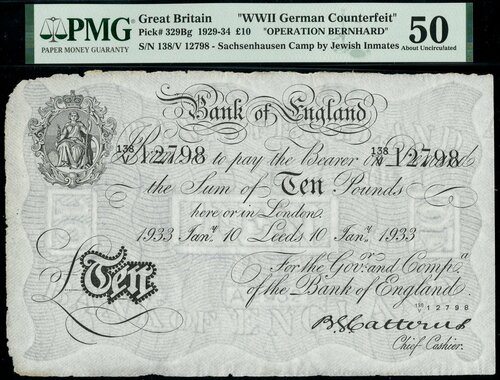 PMG
PAPER MONEY GUARANTY
Great Britain "WWII German Counterfeit"
Pick# 329Bg 1929-34 £10 "OPERATION BERNHARD"
S/N 138/V 12798 - Sachsenhausen Camp by Jewish Inmates
50
About Uncirculated
Bank of England
138/V 12798 138/V 12798
Promise to pay the Bearer on Demand
the Sum of Ten Pounds
here or in London
1933 Jany. 10 Leeds 10 Jany. 1933
For the Govr. and Compa.
of the Bank of England.
£Ten
138/V 12798
B.G. Catterns
Chief Cashier.